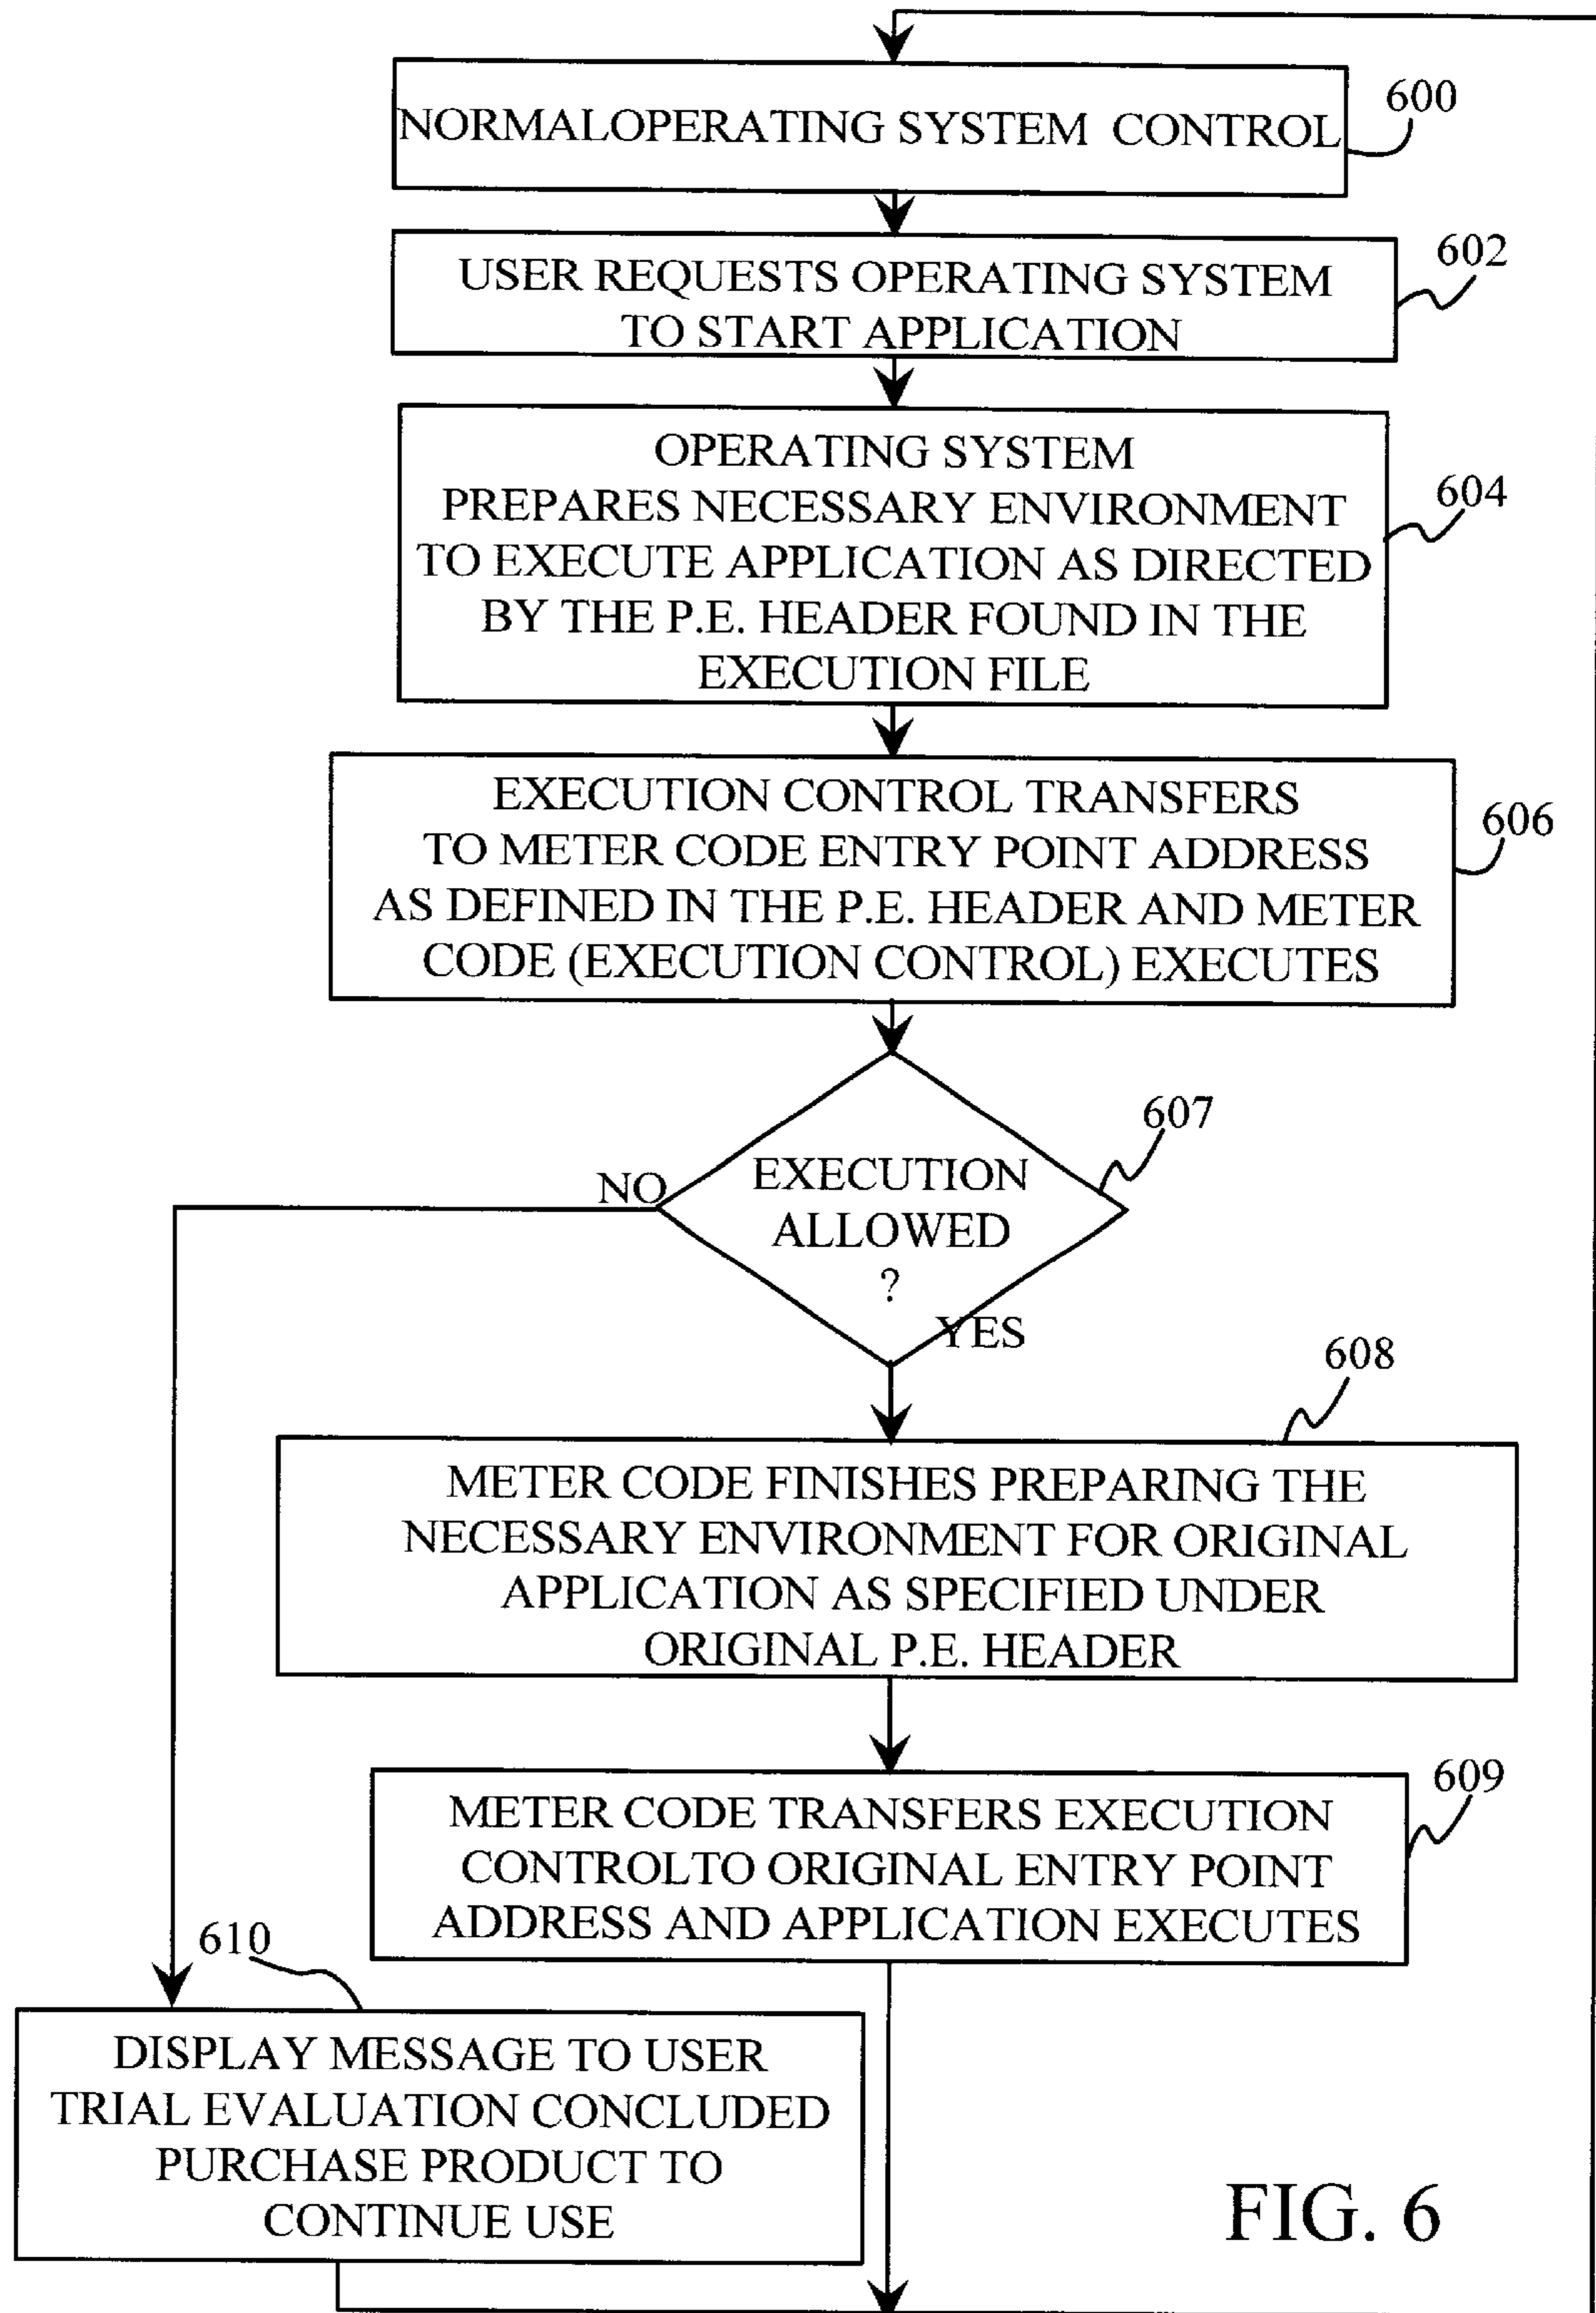 NORMALOPERATING SYSTEM CONTROL
600
USER REQUESTS OPERATING SYSTEM
TO START APPLICATION
602
OPERATING SYSTEM
PREPARES NECESSARY ENVIRONMENT
TO EXECUTE APPLICATION AS DIRECTED
BY THE P.E. HEADER FOUND IN THE
EXECUTION FILE
604
EXECUTION CONTROL TRANSFERS
TO METER CODE ENTRY POINT ADDRESS
AS DEFINED IN THE P.E. HEADER AND METER
CODE (EXECUTION CONTROL) EXECUTES
606
607
NO
EXECUTION
ALLOWED
?
YES
608
METER CODE FINISHES PREPARING THE
NECESSARY ENVIRONMENT FOR ORIGINAL
APPLICATION AS SPECIFIED UNDER
ORIGINAL P.E. HEADER
609
METER CODE TRANSFERS EXECUTION
CONTROLTO ORIGINAL ENTRY POINT
ADDRESS AND APPLICATION EXECUTES
610
DISPLAY MESSAGE TO USER
TRIAL EVALUATION CONCLUDED
PURCHASE PRODUCT TO
CONTINUE USE
FIG. 6